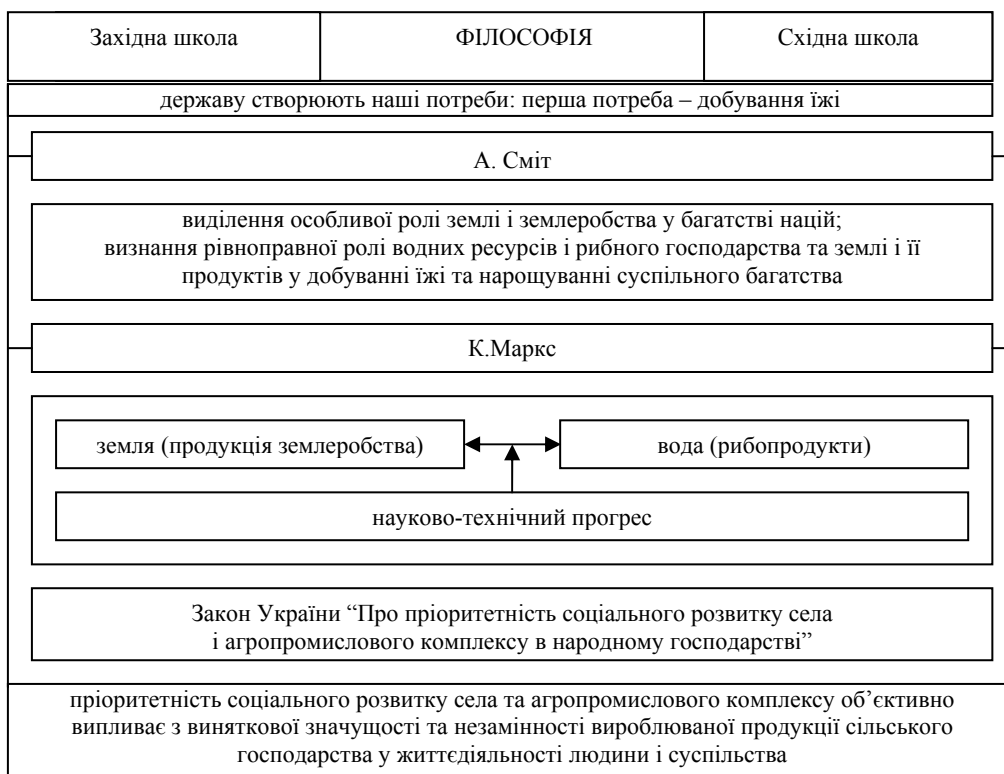 Західна школа
ФІЛОСОФІЯ
Східна школа
державу створюють наші потреби: перша потреба – добування їжі
А. Сміт
виділення особливої ролі землі і землеробства у багатстві націй;
визнання рівноправної ролі водних ресурсів і рибного господарства та землі і її
продуктів у добуванні їжі та нарощуванні суспільного багатства
К.Маркс
земля (продукція землеробства)
вода (рибопродукти)
науково-технічний прогрес
Закон України “Про пріоритетність соціального розвитку села
і агропромислового комплексу в народному господарстві”
пріоритетність соціального розвитку села та агропромислового комплексу об’єктивно
випливає з виняткової значущості та незамінності вироблюваної продукції сільського
господарства у життєдіяльності людини і суспільства